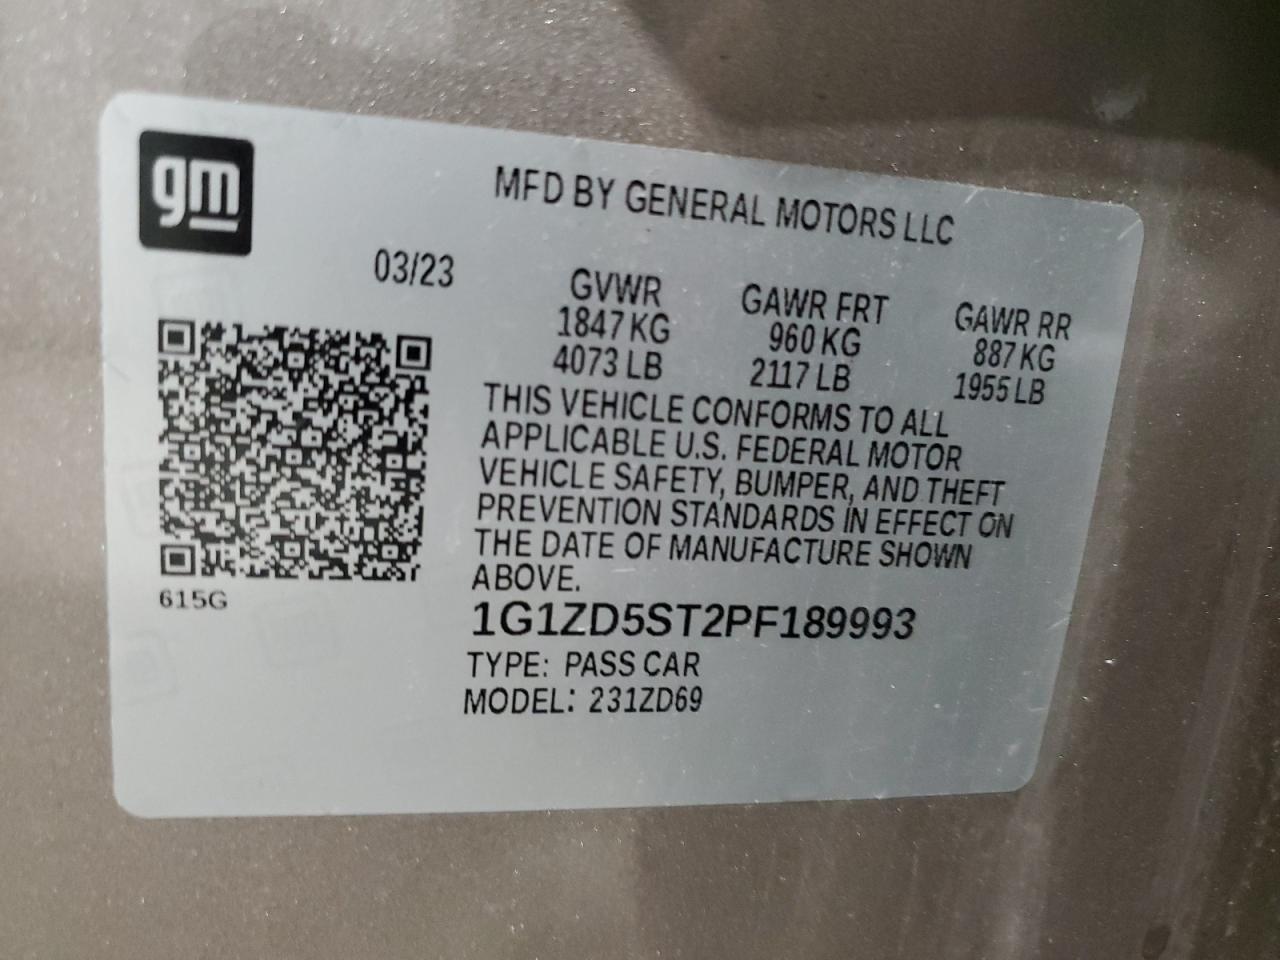 gm
MFD BY GENERAL MOTORS LLC
03/23
GVWR GAWR FRT GAWR RR
1847 KG 960 KG 887 KG
4073 LB 2117 LB 1955 LB
THIS VEHICLE CONFORMS TO ALL
APPLICABLE U.S. FEDERAL MOTOR
VEHICLE SAFETY, BUMPER, AND THEFT
PREVENTION STANDARDS IN EFFECT ON
THE DATE OF MANUFACTURE SHOWN
ABOVE.
615G
1G1ZD5ST2PF189993
TYPE: PASS CAR
MODEL: 231ZD69